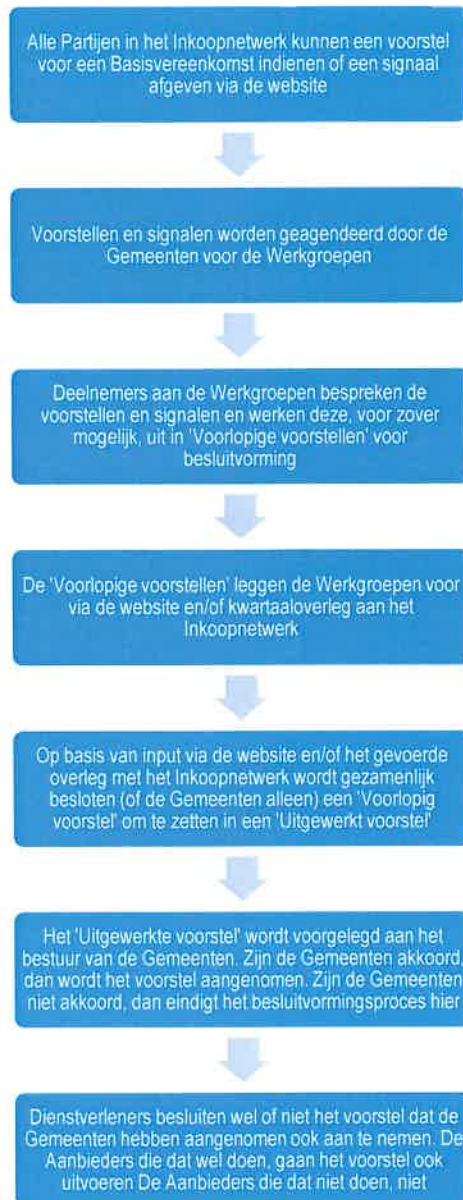 Alle Partijen in het Inkoopnetwerk kunnen een voorstel
voor een Basisvereenkomst indienen of een signaal
afgeven via de website
Voorstellen en signalen worden geagendeerd door de
Gemeenten voor de Werkgroepen
Deelnemers aan de Werkgroepen bespreken de
voorstellen en signalen en werken deze, voor zover
mogelijk, uit in 'Voorlopige voorstellen' voor
besluitvorming
De 'Voorlopige voorstellen' leggen de Werkgroepen voor
via de website en/of kwartaaloverleg aan het
Inkoopnetwerk
Op basis van input via de website en/of het gevoerde
overleg met het Inkoopnetwerk wordt gezamenlijk
besloten (of de Gemeenten alleen) een 'Voorlopig
voorstel' om te zetten in een 'Uitgewerkt voorstel'
Het 'Uitgewerkte voorstel' wordt voorgelegd aan het
bestuur van de Gemeenten. Zijn de Gemeenten akkoord,
dan wordt het voorstel aangenomen. Zijn de Gemeenten
niet akkoord, dan eindigt het besluitvormingsproces hier
Dienstverleners besluiten wel of niet het voorstel dat de
Gemeenten hebben aangenomen ook aan te nemen. De
Aanbieders die dat wel doen, gaan het voorstel ook
uitvoeren De Aanbieders die dat niet doen, niet